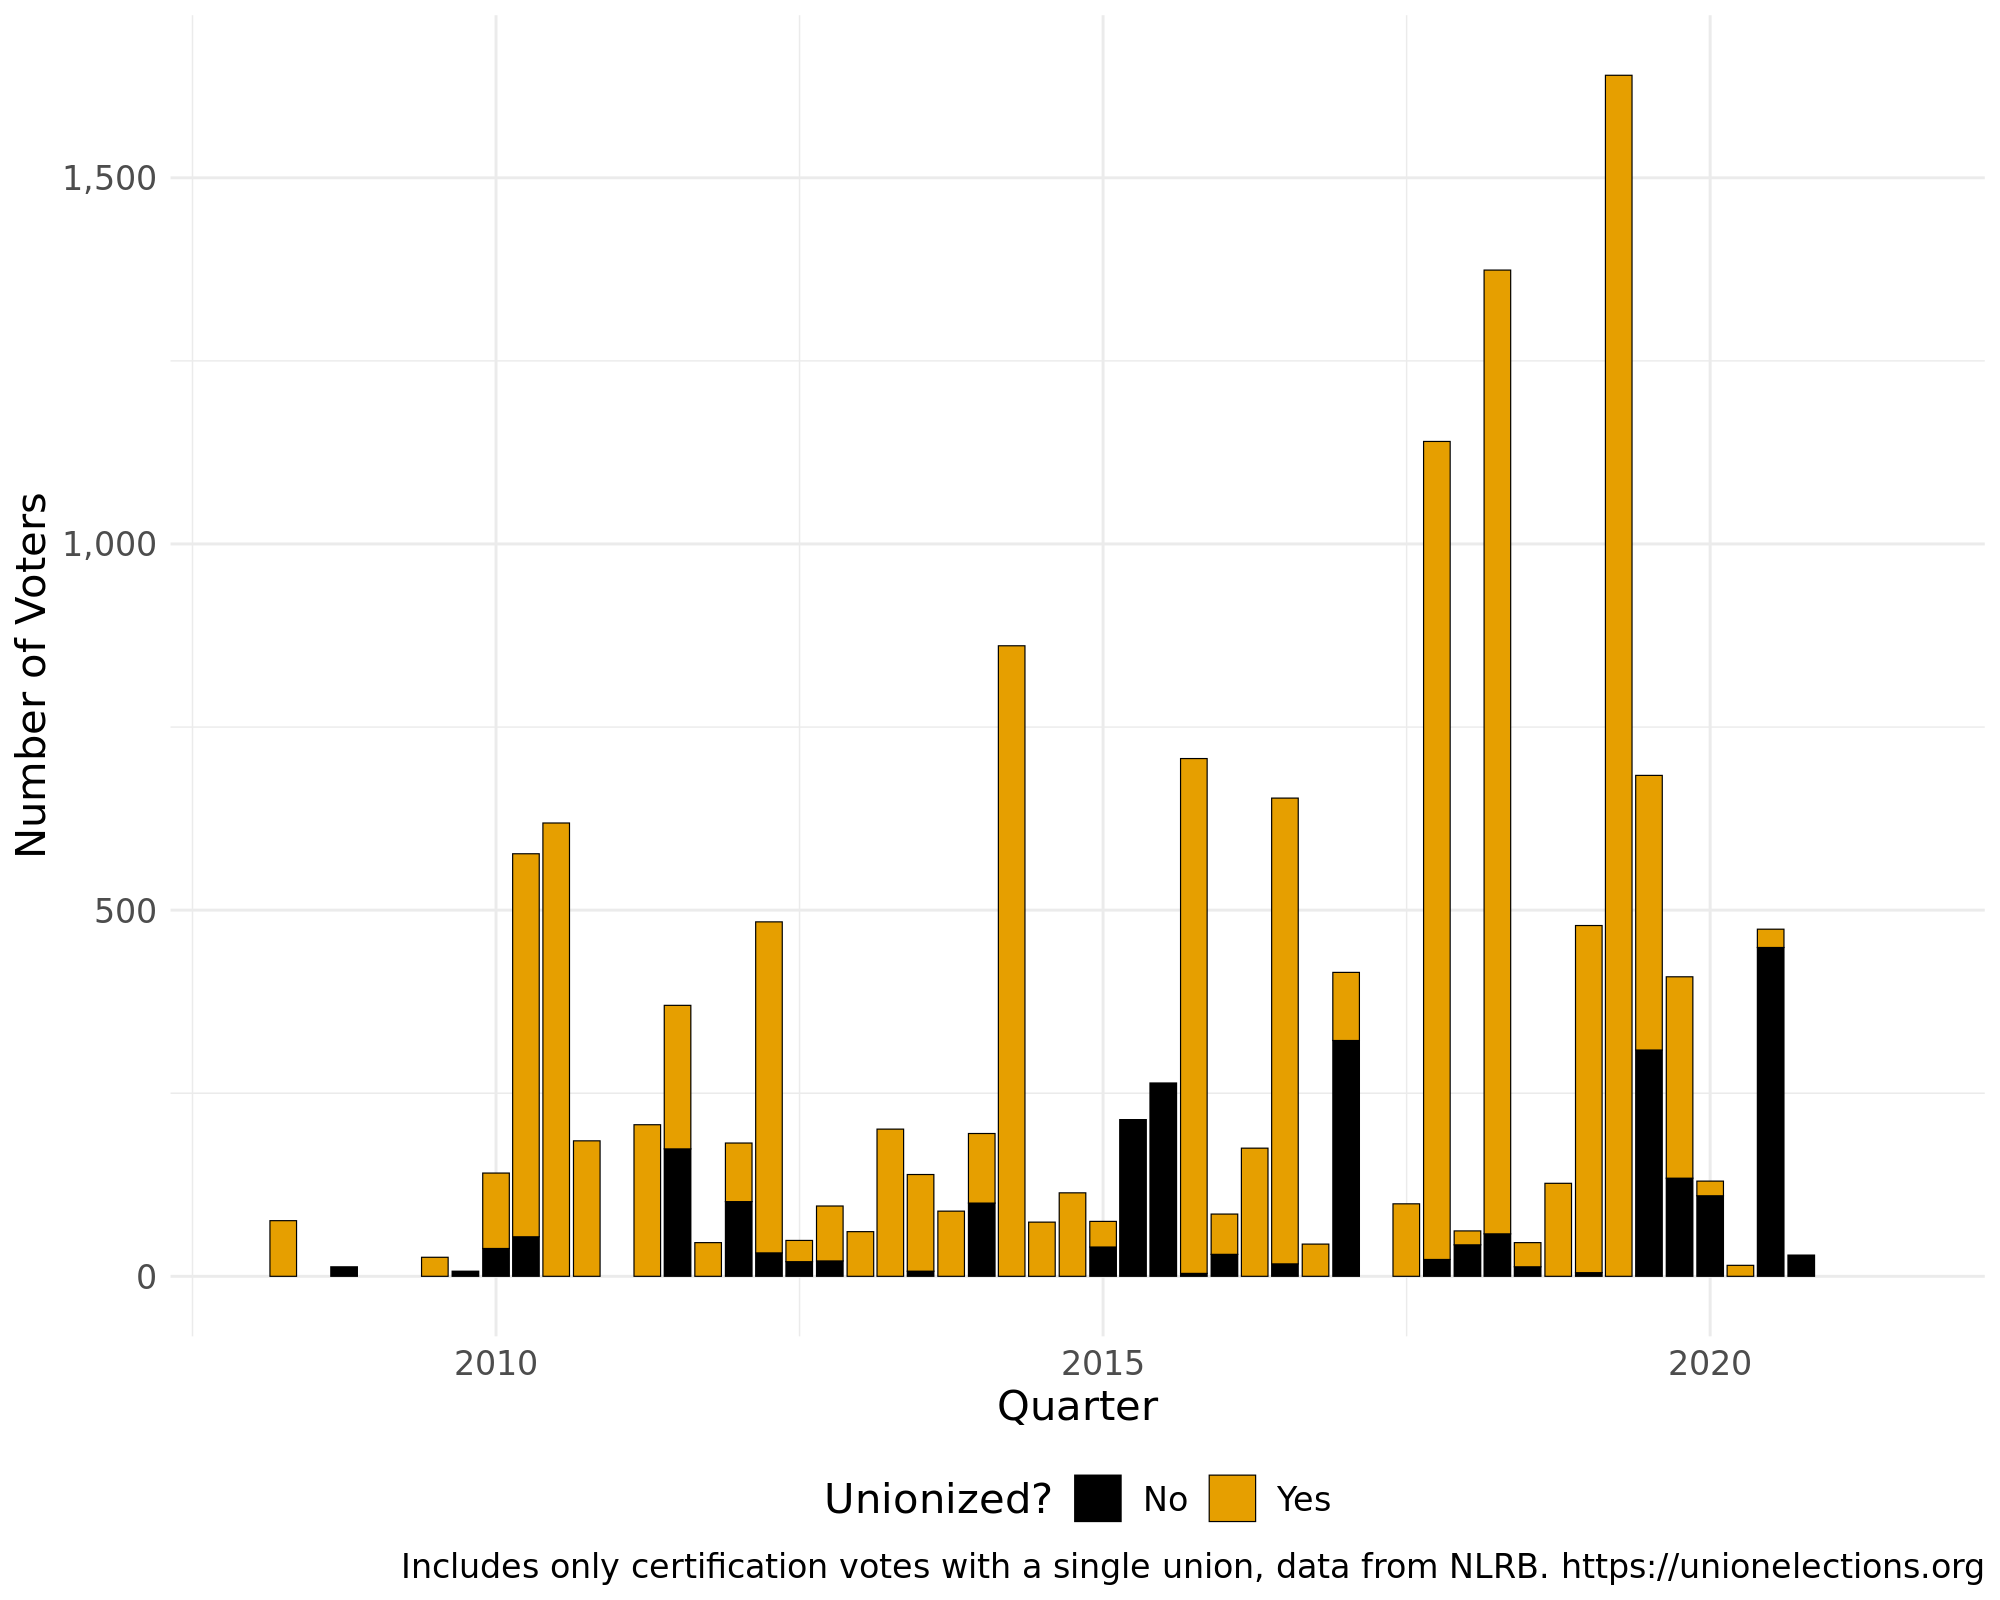 Number of Voters
1,500
1,000
500
0
2010 2015 2020
Quarter
Unionized? No Yes
Includes only certification votes with a single union, data from NLRB. https://unionelections.org